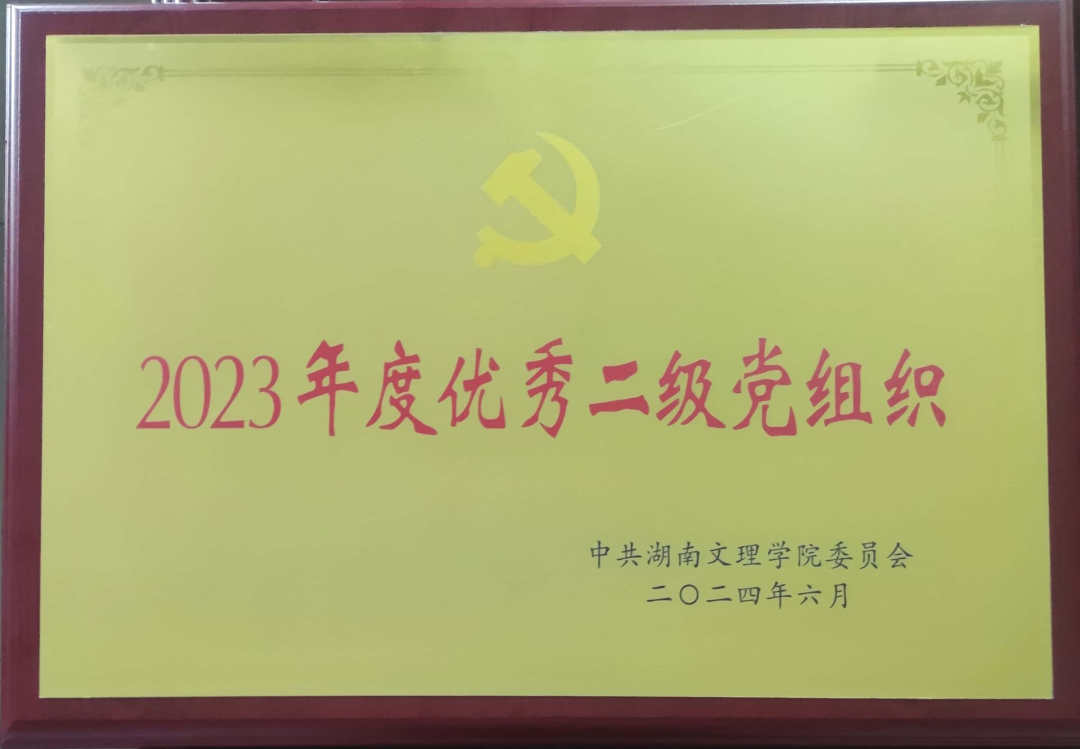 2023年度优秀二级党组织
中共湖南文理学院委员会
二〇二四年六月